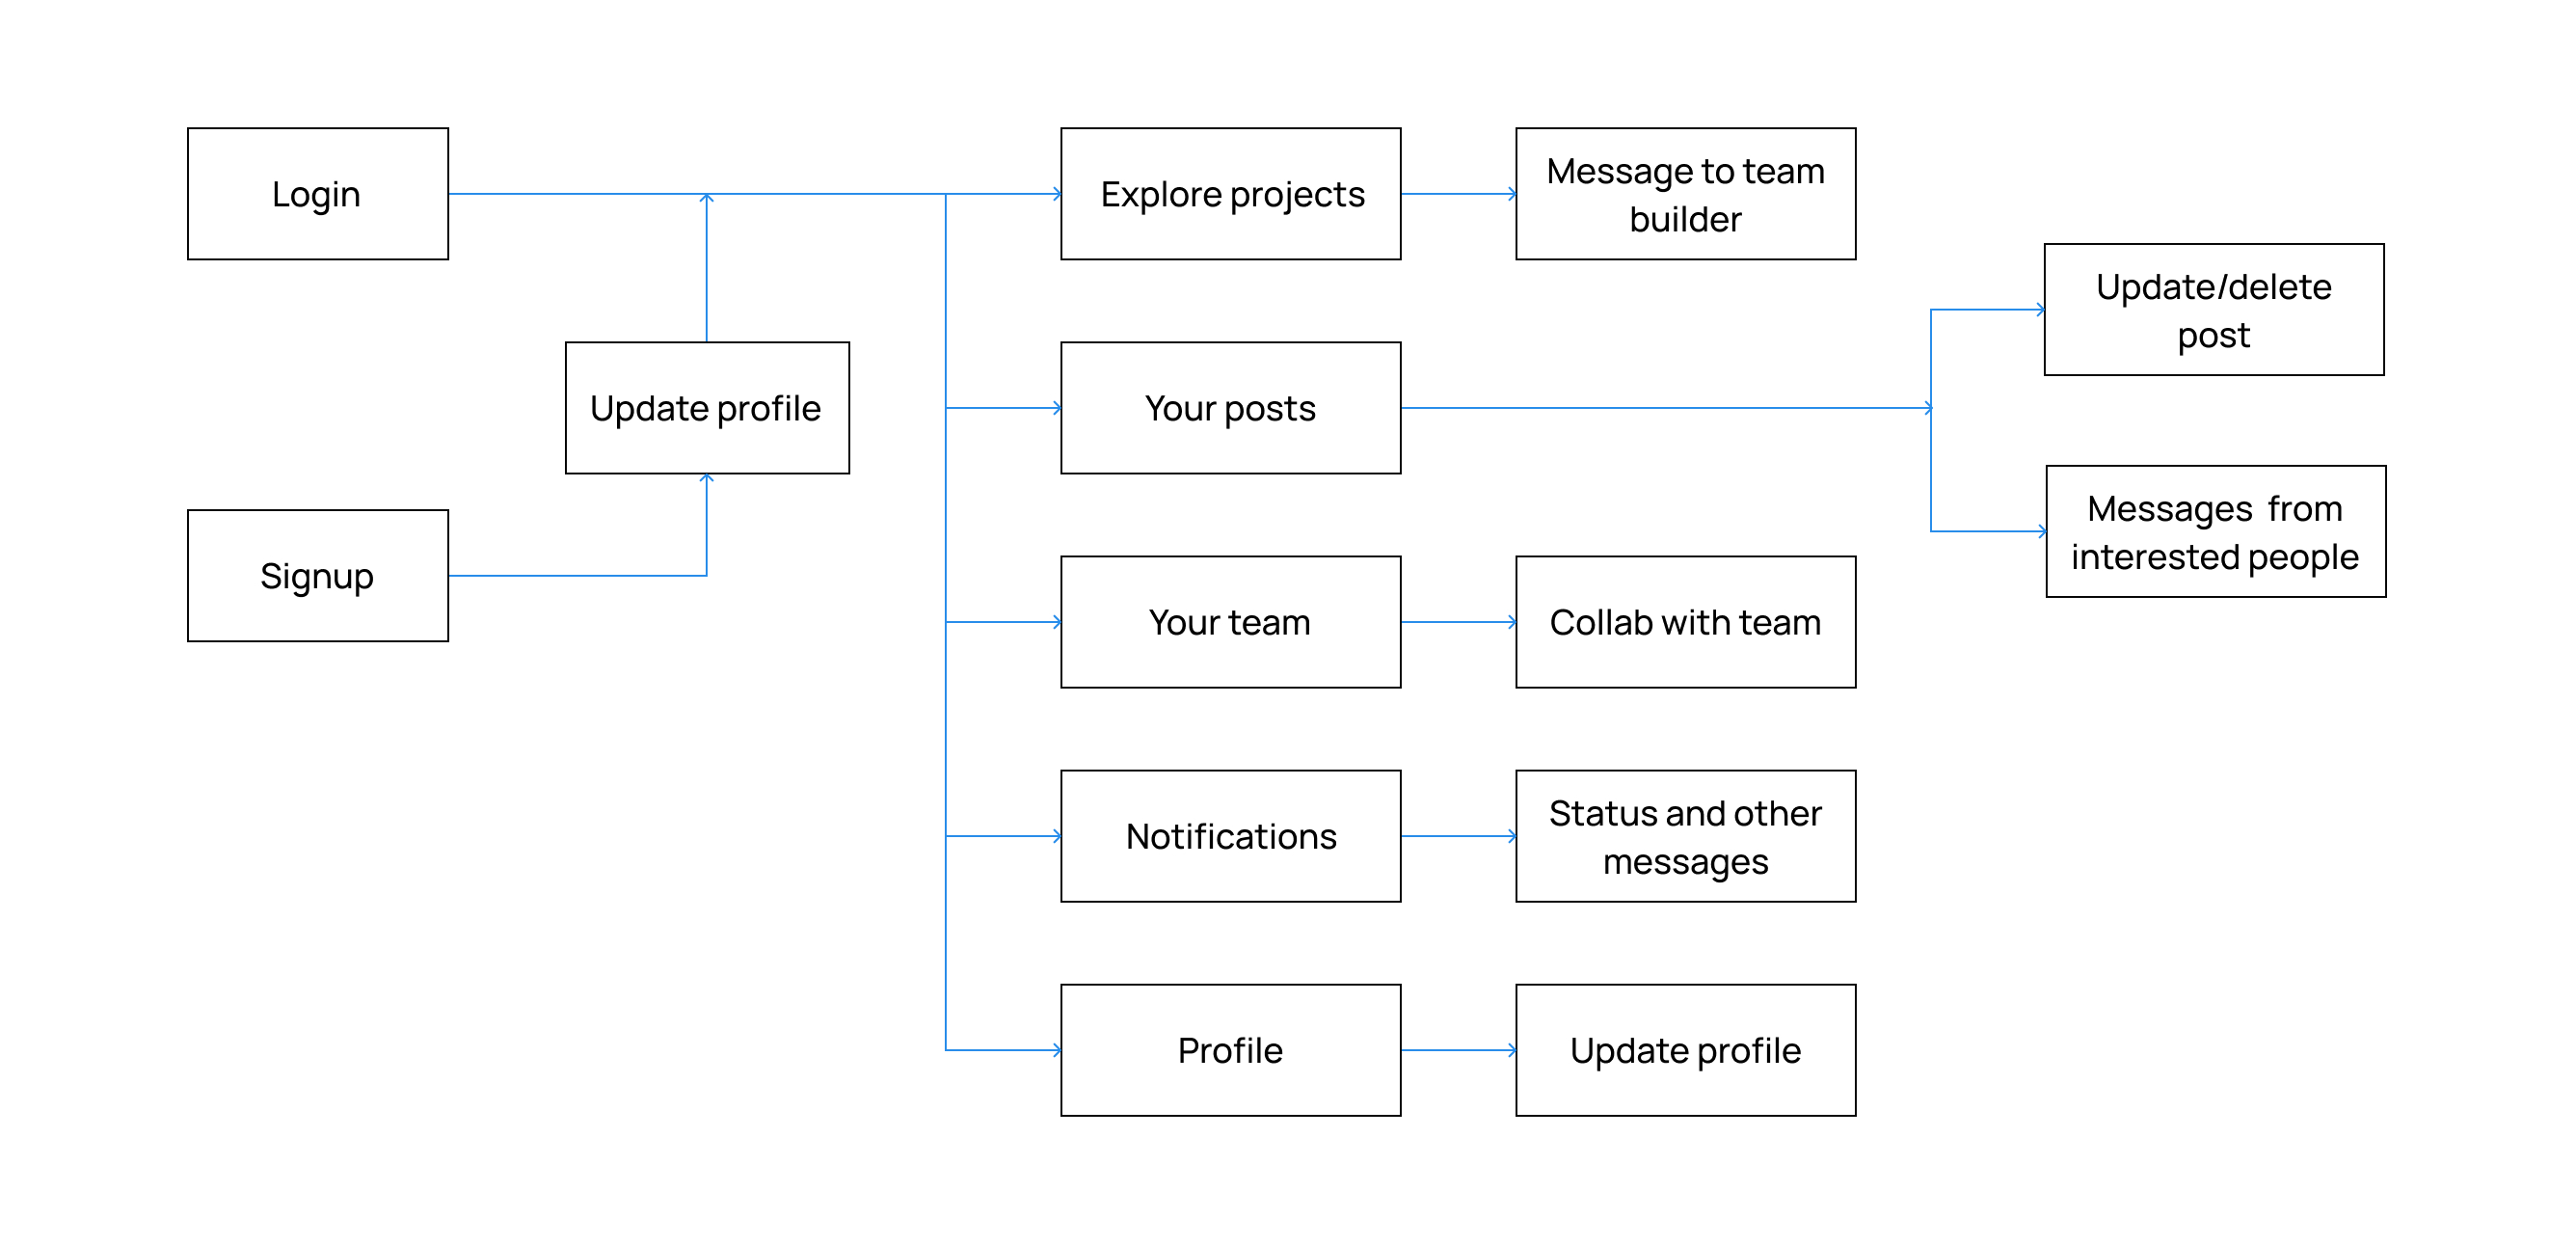 Login
Explore projects
Message to team
builder
Update/delete
post
Update profile
Your posts
Messages  from
interested people
Signup
Your team
Collab with team
Notifications
Status and other
messages
Profile
Update profile